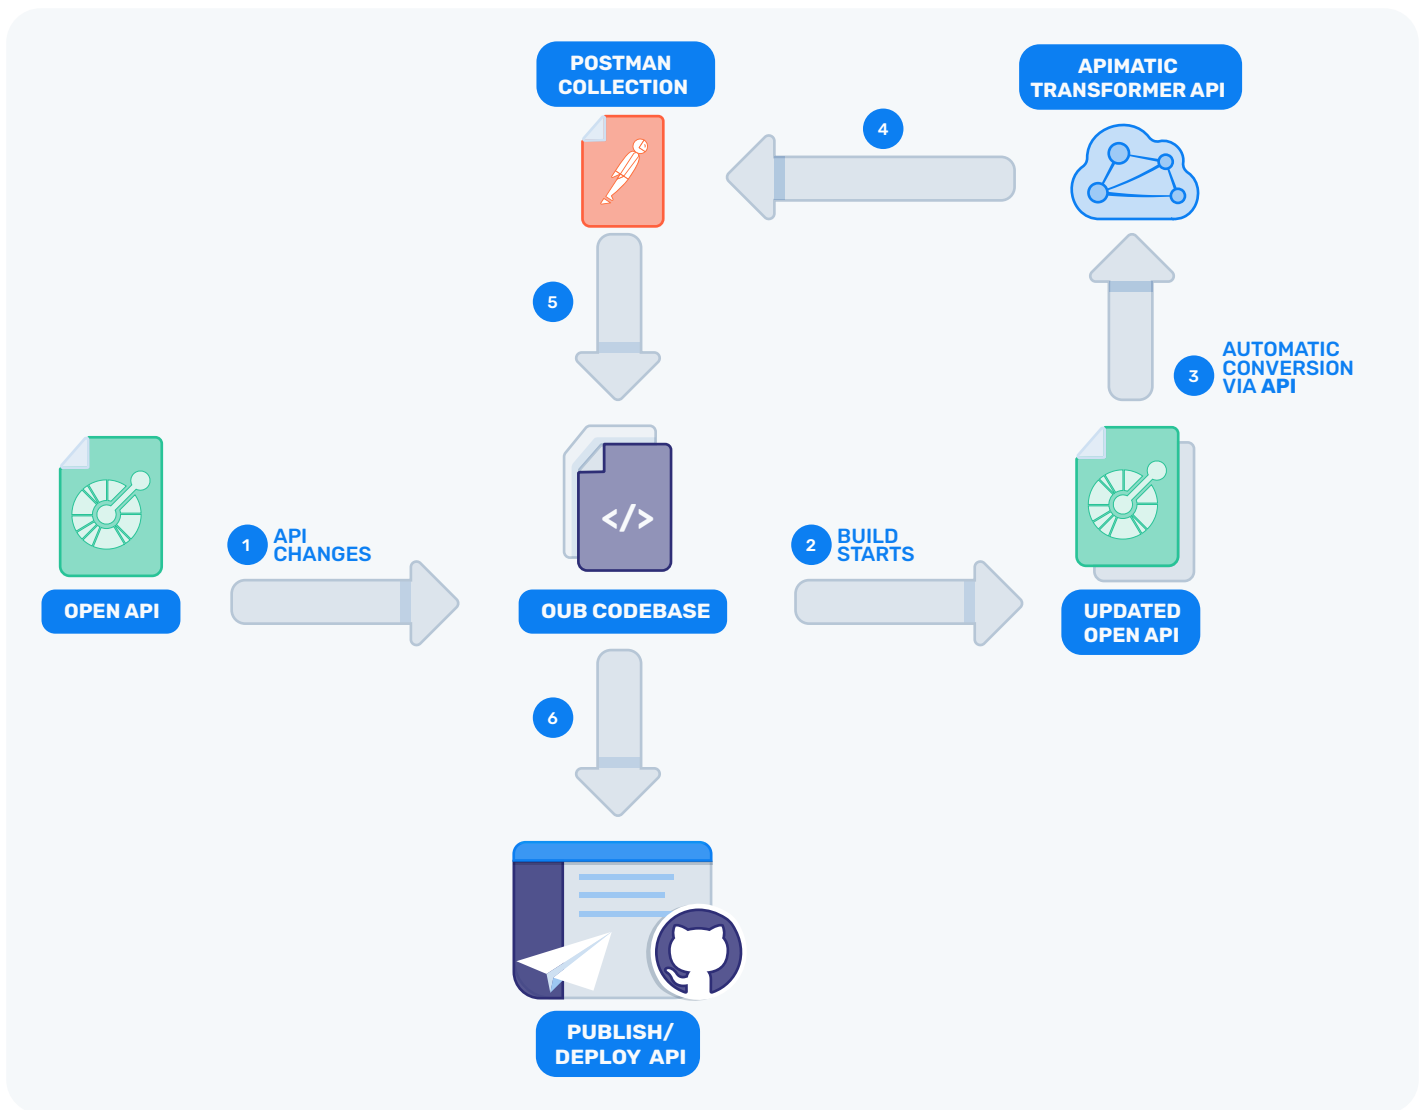 POSTMAN
COLLECTION
APIMATIC
TRANSFORMER API
4
5
3
AUTOMATIC
CONVERSION
VIA API
</>
1
API
CHANGES
2
BUILD
STARTS
OPEN API
OUB CODEBASE
UPDATED
OPEN API
6
PUBLISH/
DEPLOY API